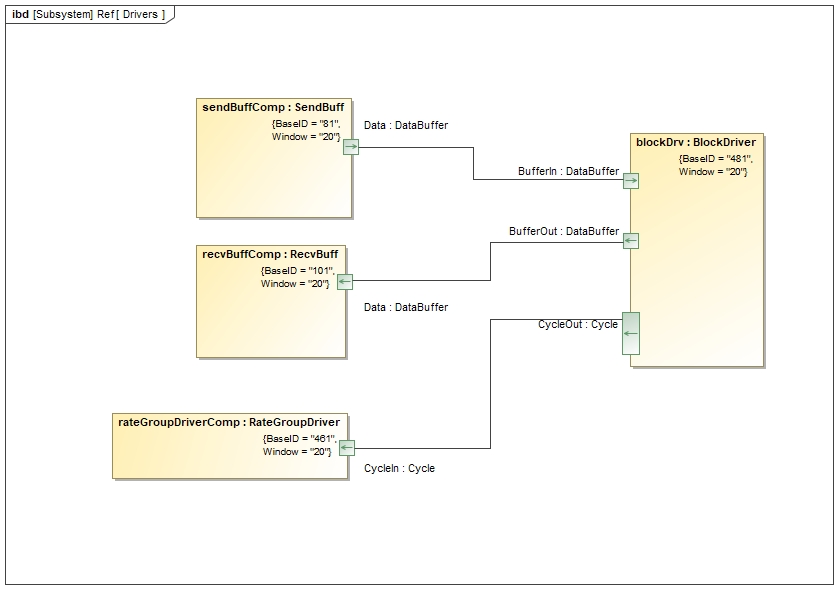 ibd [Subsystem] Ref [ Drivers ]
sendBuffComp : SendBuff
{BaseID = "81",
Window = "20"}
Data : DataBuffer
blockDrv : BlockDriver
{BaseID = "481",
Window = "20"}
BufferIn : DataBuffer
BufferOut : DataBuffer
recvBuffComp : RecvBuff
{BaseID = "101",
Window = "20"}
Data : DataBuffer
CycleOut : Cycle
rateGroupDriverComp : RateGroupDriver
{BaseID = "461",
Window = "20"}
CycleIn : Cycle